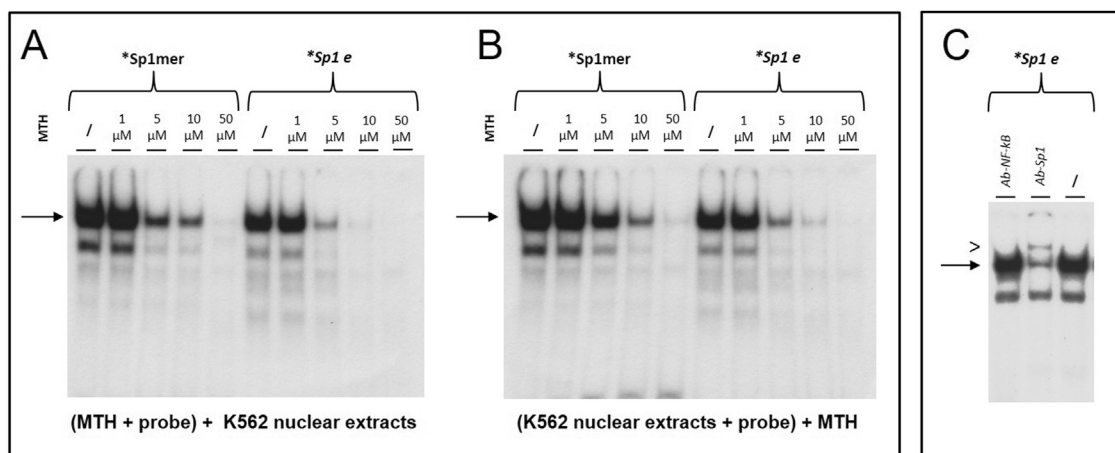 A
*Sp1mer
*Sp1 e
MTH
/
1 μM
5 μM
10 μM
50 μM
/
1 μM
5 μM
10 μM
50 μM
(MTH + probe) + K562 nuclear extracts
B
*Sp1mer
*Sp1 e
MTH
/
1 μM
5 μM
10 μM
50 μM
/
1 μM
5 μM
10 μM
50 μM
(K562 nuclear extracts + probe) + MTH
C
*Sp1 e
Ab-NF-kB
Ab-Sp1
/
>